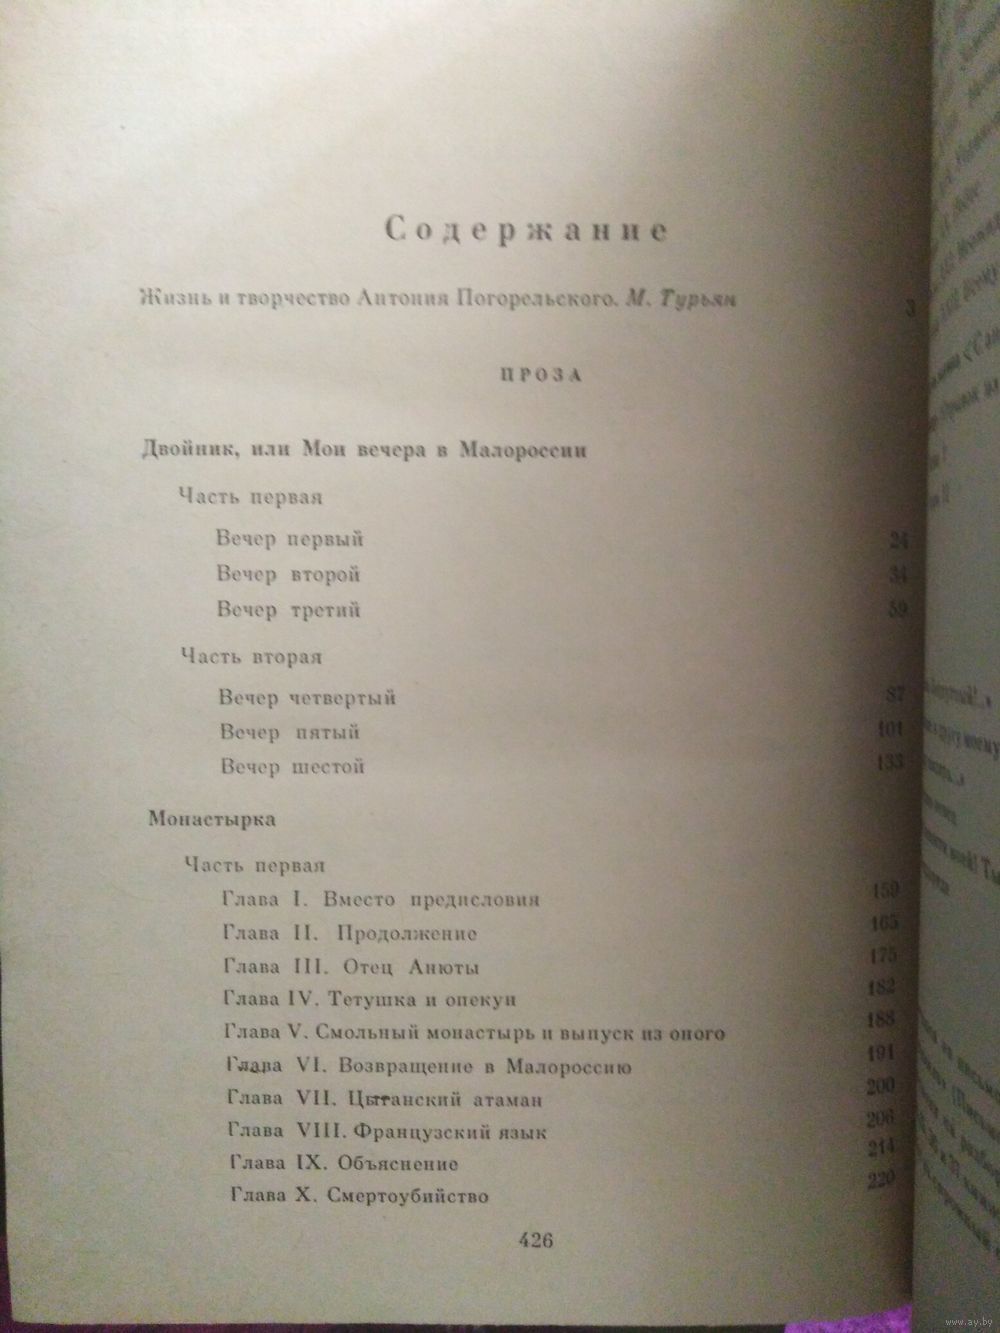 Содержание
Жизнь и творчество Антония Погорельского. М. Турьян 3
ПРОЗА
Двойник, или Мои вечера в Малороссии
Часть первая
Вечер первый 24
Вечер второй 34
Вечер третий 59
Часть вторая
Вечер четвертый 87
Вечер пятый 101
Вечер шестой 133
Монастырка
Часть первая
Глава I. Вместо предисловия 159
Глава II. Продолжение 165
Глава III. Отец Анюты 175
Глава IV. Тетушка и опекун 182
Глава V. Смольный монастырь и выпуск из оного 188
Глава VI. Возвращение в Малороссию 191
Глава VII. Цыганский атаман 200
Глава VIII. Французский язык 206
Глава IX. Объяснение 214
Глава X. Смертоубийство 220
426
www.ay.by